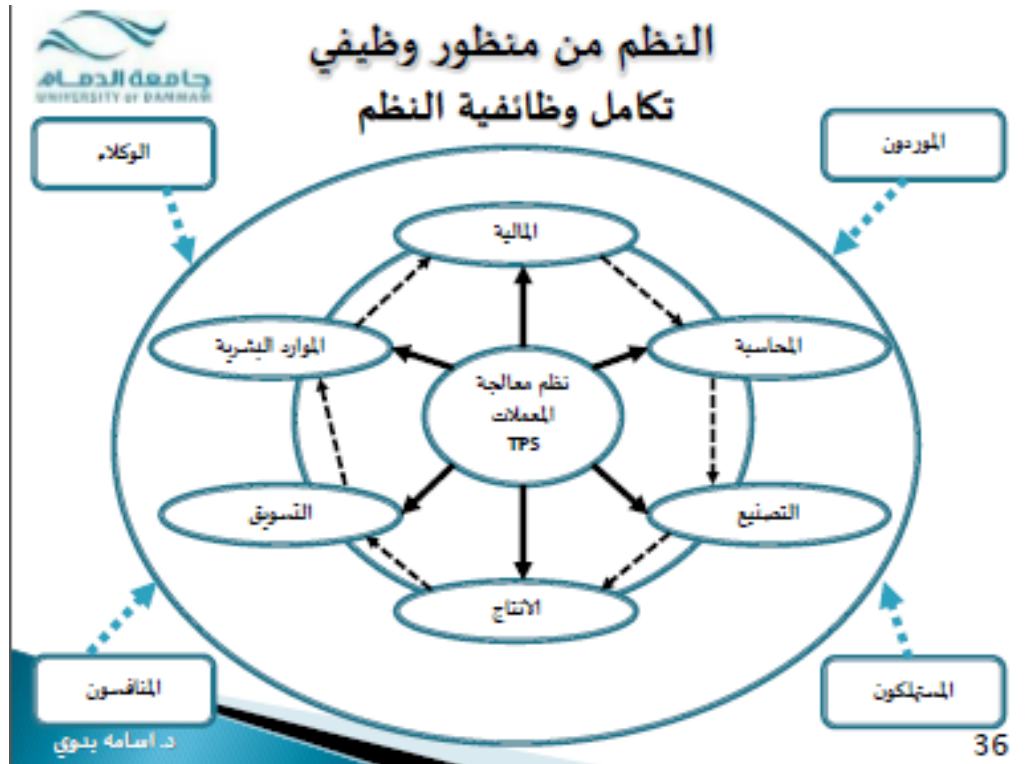 جامعة الدمام
UNIVERSITY OF DAMMAM
النظم من منظور وظيفي
تكامل وظائفية النظم
الموردون
الوكلاء
المالية
المحاسبة
الموارد البشرية
نظم معالجة
المعملات
TPS
التصنيع
التسويق
الانتاج
المستهلكون
المنافسون
د. اسامه بدوي
36